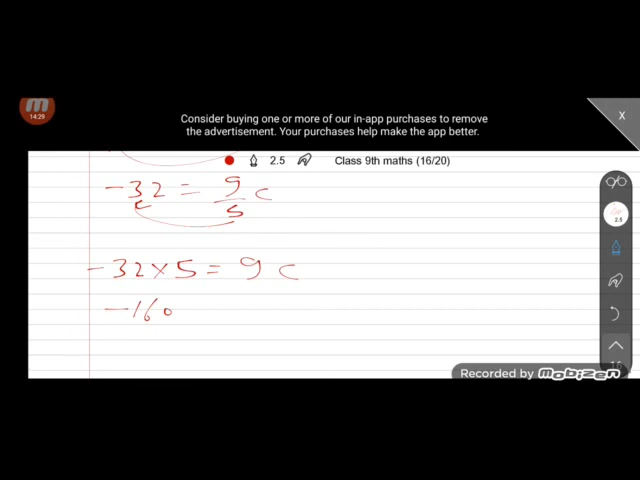 14:29
Consider buying one or more of our in-app purchases to remove
the advertisement. Your purchases help make the app better.
X
2.5 Class 9th maths (16/20)
2.5
-32 = 9/5 c
-32 × 5 = 9 c
-160
16
Recorded by mobizen